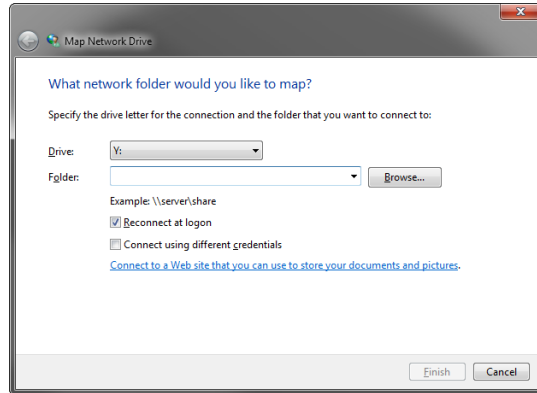 Map Network Drive
What network folder would you like to map?
Specify the drive letter for the connection and the folder that you want to connect to:
Drive: Y:
Folder: Browse...
Example: \\server\share
Reconnect at logon
Connect using different credentials
Connect to a Web site that you can use to store your documents and pictures.
Finish Cancel